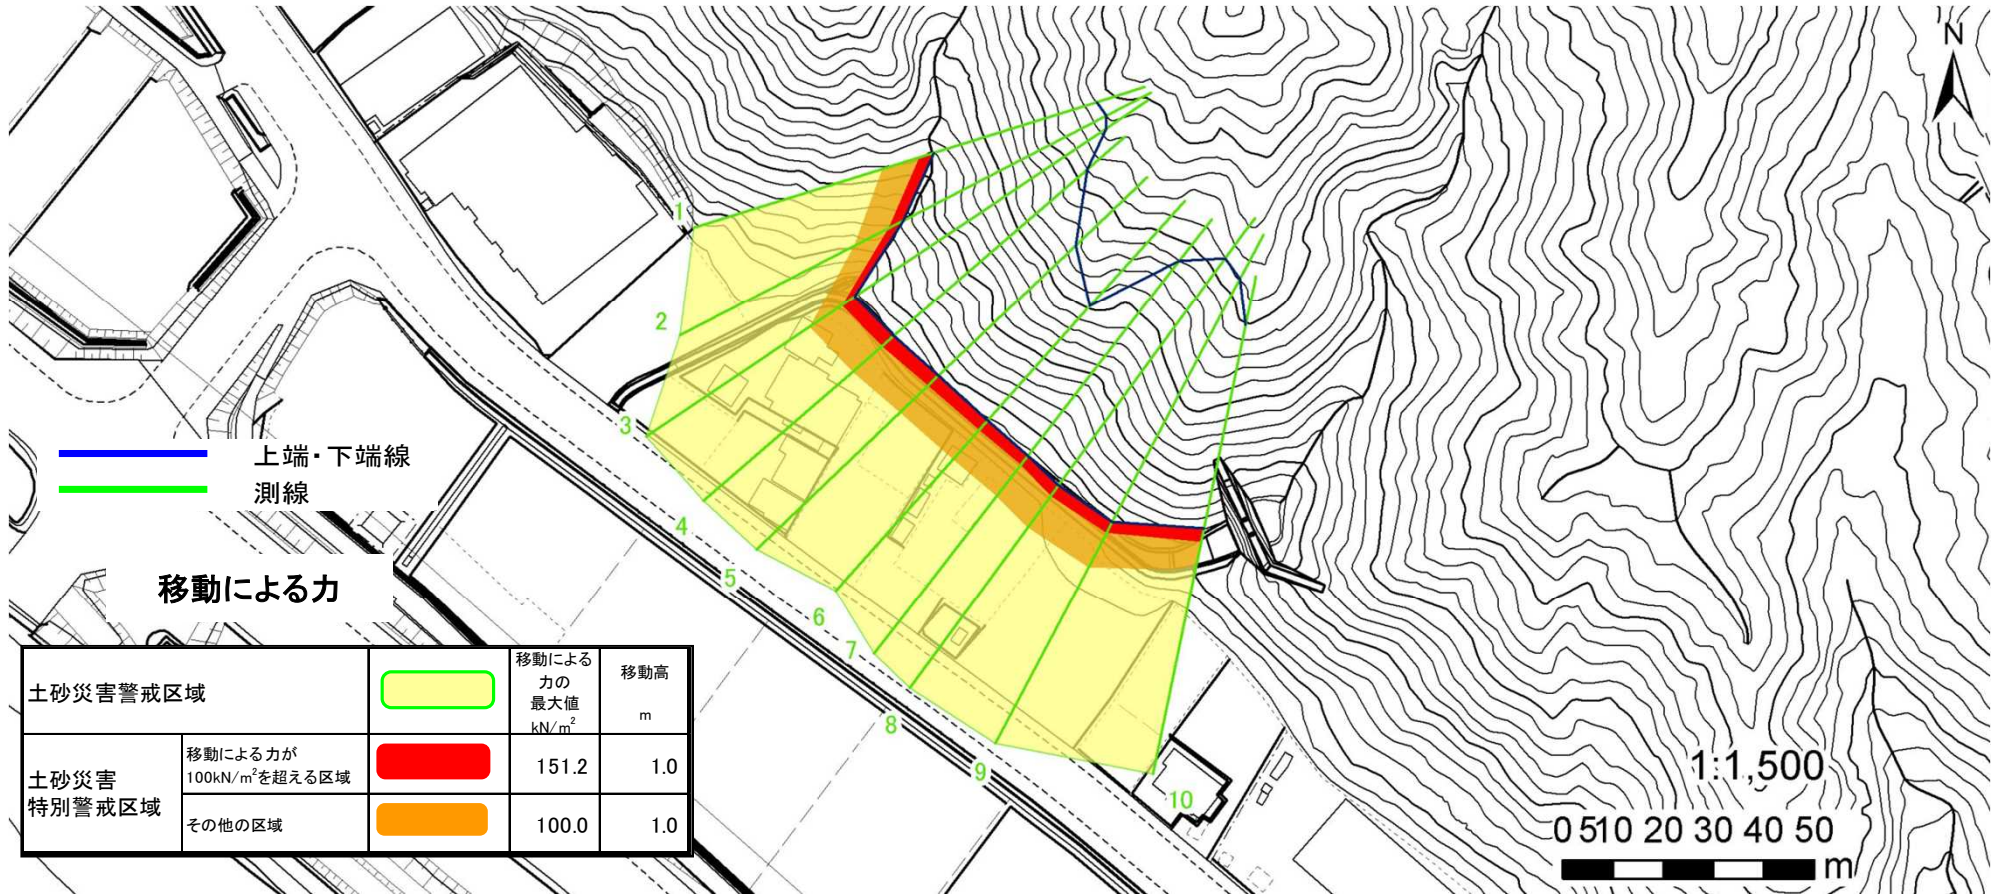 N
1
2
3
4
5
6
7
8
9
10
上端・下端線
測線
移動による力
移動による
力の
最大値
kN/m²
移動高
m
土砂災害警戒区域
土砂災害
特別警戒区域
移動による力が
100kN/m²を超える区域
151.2
1.0
その他の区域
100.0
1.0
1:1,500
0 510 20 30 40 50
m